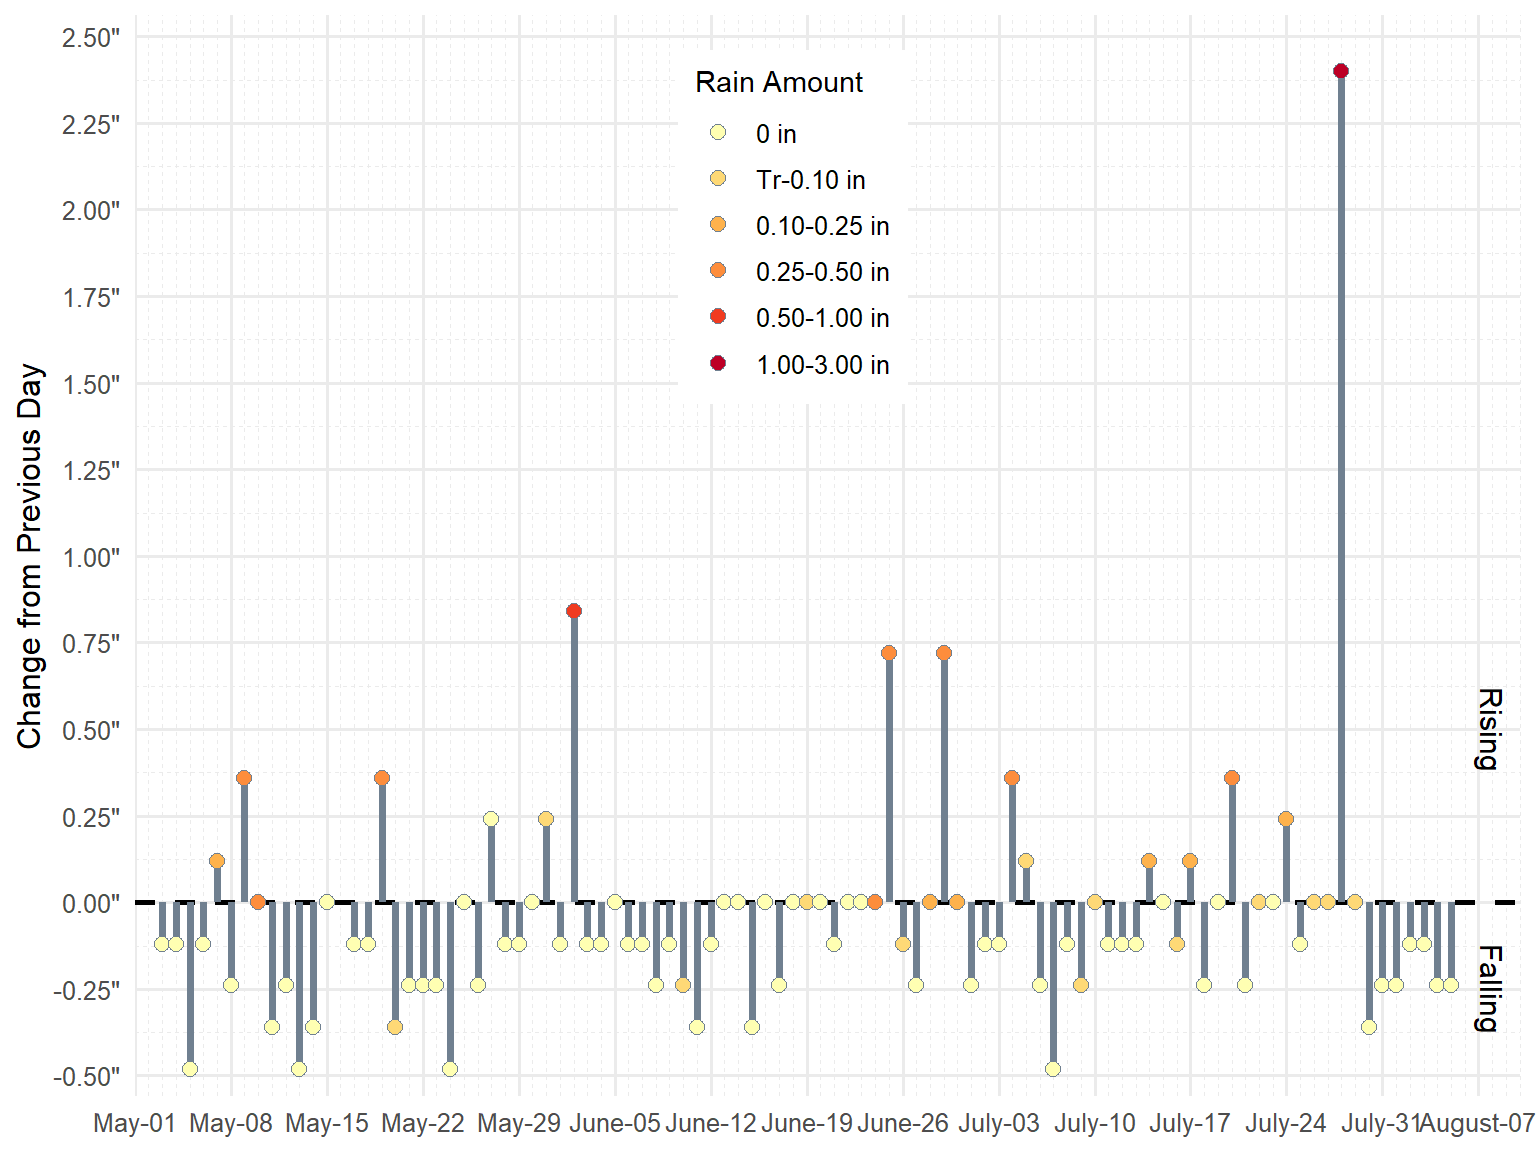 2.50"
2.25"
2.00"
1.75"
1.50"
1.25"
1.00"
0.75"
0.50"
0.25"
0.00"
-0.25"
-0.50"
Change from Previous Day
Rain Amount
0 in
Tr-0.10 in
0.10-0.25 in
0.25-0.50 in
0.50-1.00 in
1.00-3.00 in
Rising
Falling
May-01 May-08 May-15 May-22 May-29 June-05 June-12 June-19 June-26 July-03 July-10 July-17 July-24 July-31 August-07